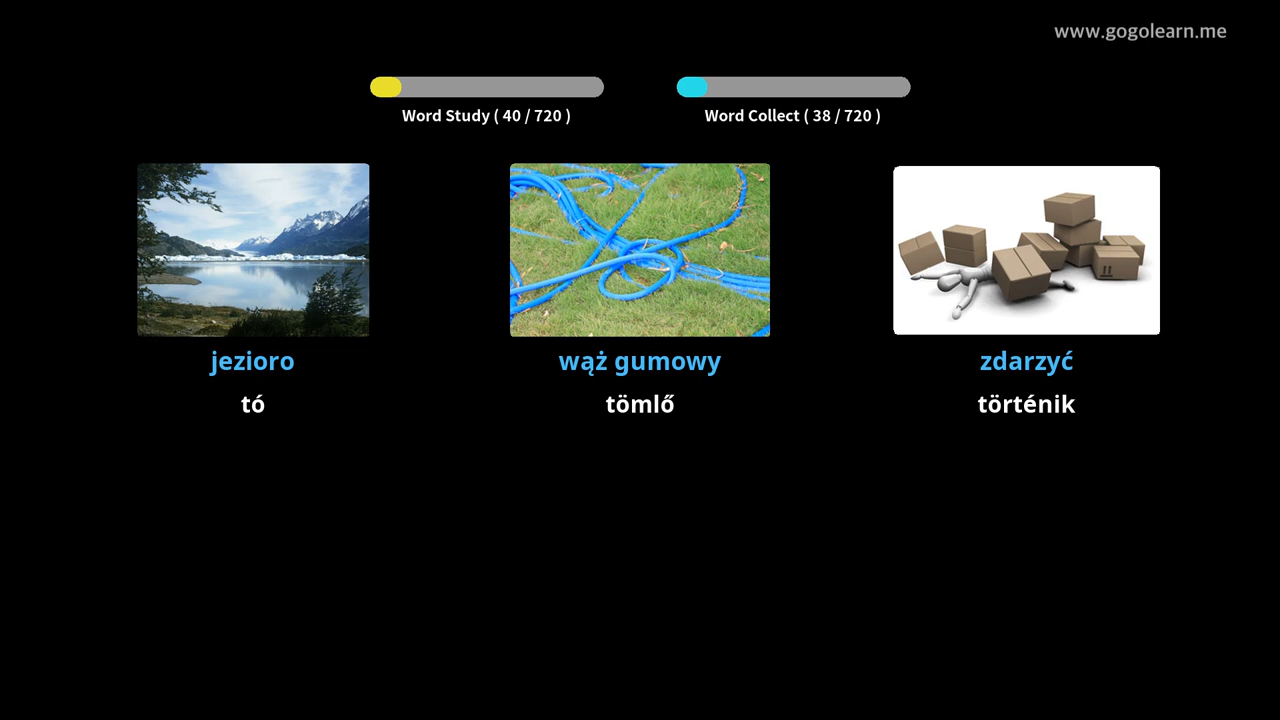 www.gogolearn.me
Word Study ( 40 / 720 )
Word Collect ( 38 / 720 )
jezioro
wąż gumowy
zdarzyć
tó
tömlő
történik